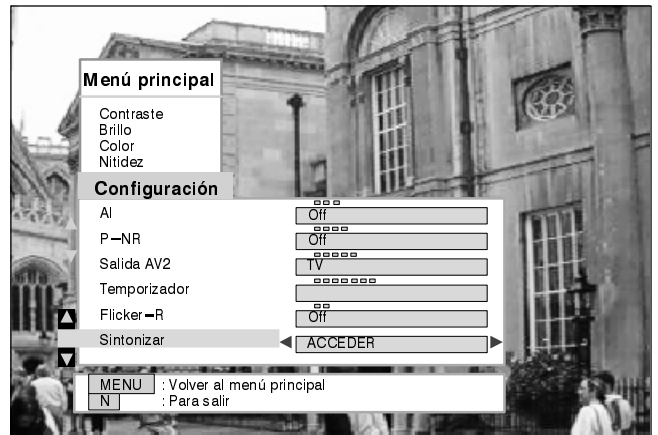 Menú principal
Contraste
Brillo
Color
Nitidez
Configuración
AI Off
P–NR Off
Salida AV2 TV
Temporizador
Flicker–R Off
Sintonizar ACCEDER
MENU : Volver al menú principal
N : Para salir